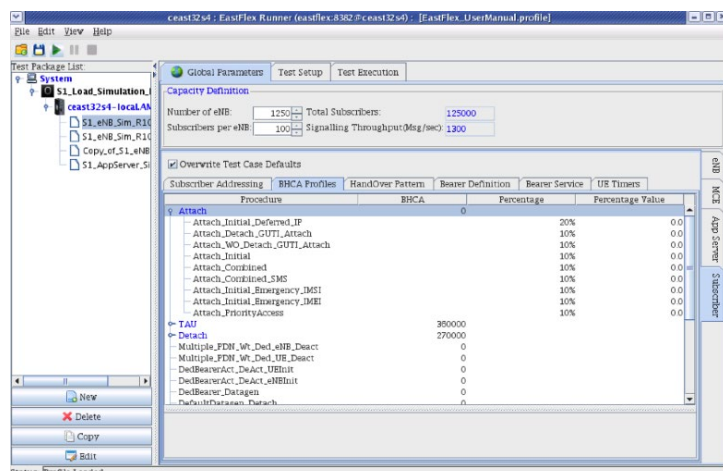 ceast32s4 : EastFlex Runner (eastflex:8382@ceast32s4) : [EastFlex_UserManual.profile]
File Edit View Help
Test Package List:
System
S1_Load_Simulation_
ceast32s4-localAN
S1_eNB_Sim_R10
S1_eNB_Sim_R10
Copy_of_S1_eNB
S1_AppServer_Si
New
Delete
Copy
Edit
Global Parameters Test Setup Test Execution
Capacity Definition
Number of eNB: 1250 Total Subscribers: 125000
Subscribers per eNB: 100 Signalling Throughput(Msg/sec): 1300
Overwrite Test Case Defaults
Subscriber Addressing BHCA Profiles HandOver Pattern Bearer Definition Bearer Service UE Timers
Procedure BHCA Percentage Percentage Value
Attach 0
Attach_Initial_Deferred_IP 20% 0.0
Attach_Detach_GUTI_Attach 10% 0.0
Attach_WO_Detach_GUTI_Attach 10% 0.0
Attach_Initial 10% 0.0
Attach_Combined 10% 0.0
Attach_Combined_SMS 10% 0.0
Attach_Initial_Emergency_IMSI 10% 0.0
Attach_Initial_Emergency_IMEI 10% 0.0
Attach_PriorityAccess 10% 0.0
TAU 360000
Detach 270000
Multiple_PDN_Wt_Ded_eNB_Deact 0
Multiple_PDN_Wt_Ded_UE_Deact 0
DedBearerAct_DeAct_UEInit 0
DedBearerAct_DeAct_eNBInit 0
DedBearer_Datagen 0
DefaultDatagen_Detach 0
eNB
MCE
App Server
Subscriber
Status: Profile Loaded